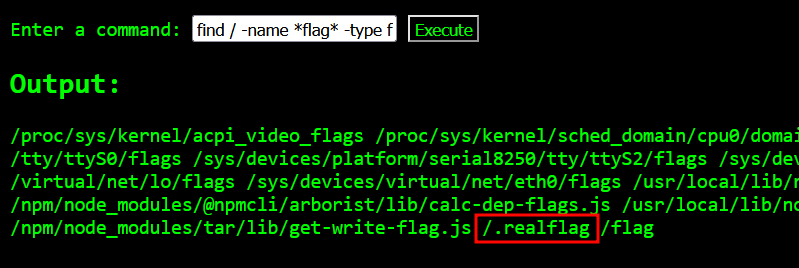 Enter a command: find / -name *flag* -type f Execute
Output:
/proc/sys/kernel/acpi_video_flags /proc/sys/kernel/sched_domain/cpu0/domai
/tty/ttyS0/flags /sys/devices/platform/serial8250/tty/ttyS2/flags /sys/dev
/virtual/net/lo/flags /sys/devices/virtual/net/eth0/flags /usr/local/lib/n
/npm/node_modules/@npmcli/arborist/lib/calc-dep-flags.js /usr/local/lib/no
/npm/node_modules/tar/lib/get-write-flag.js /.realflag /flag